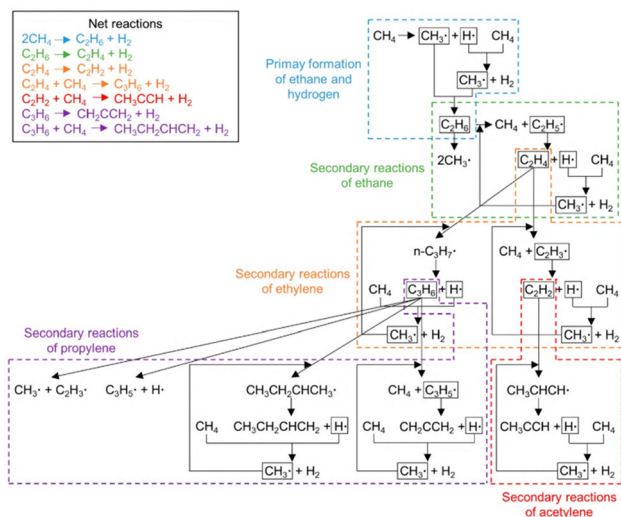 Net reactions
2CH₄ → C₂H₆ + H₂
C₂H₆ → C₂H₄ + H₂
C₂H₄ → C₂H₂ + H₂
C₂H₄ + CH₄ → C₃H₆ + H₂
C₂H₂ + CH₄ → CH₃CCH + H₂
C₃H₆ → CH₂CCH₂ + H₂
C₃H₆ + CH₄ → CH₃CH₂CHCH₂ + H₂
Primay formation
of ethane and
hydrogen
CH₄ → CH₃· + H· CH₄
CH₃· + H₂
C₂H₆ → CH₄ + C₂H₅·
Secondary reactions
of ethane
2CH₃· C₂H₄ + H· CH₄
CH₃· + H₂
n-C₃H₇· CH₄ + C₂H₃·
Secondary reactions
of ethylene
CH₄ C₃H₆ + H· C₂H₂ + H· CH₄
CH₃· + H₂ CH₃· + H₂
Secondary reactions
of propylene
CH₃· + C₂H₃· C₃H₅· + H· CH₃CH₂CHCH₃· CH₄ + C₃H₅· CH₃CHCH·
CH₄ CH₃CH₂CHCH₂ + H· CH₄ CH₂CCH₂ + H· CH₃CCH + H· CH₄
CH₃· + H₂ CH₃· + H₂ CH₃· + H₂
Secondary reactions
of acetylene